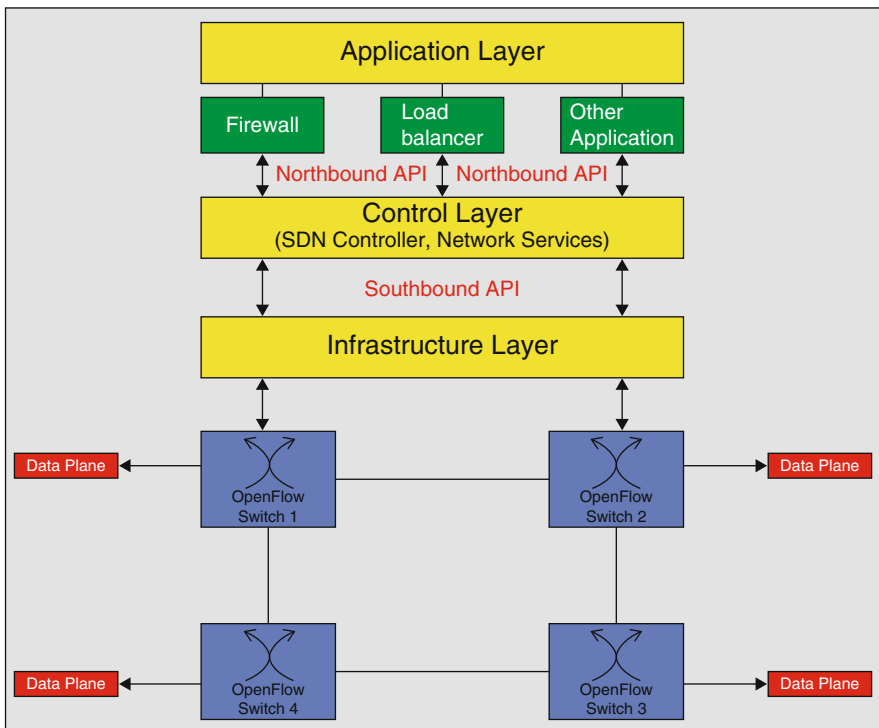 Application Layer
Firewall
Load
balancer
Other
Application
Northbound API
Northbound API
Control Layer
(SDN Controller, Network Services)
Southbound API
Infrastructure Layer
Data Plane
OpenFlow
Switch 1
OpenFlow
Switch 2
Data Plane
Data Plane
OpenFlow
Switch 4
OpenFlow
Switch 3
Data Plane